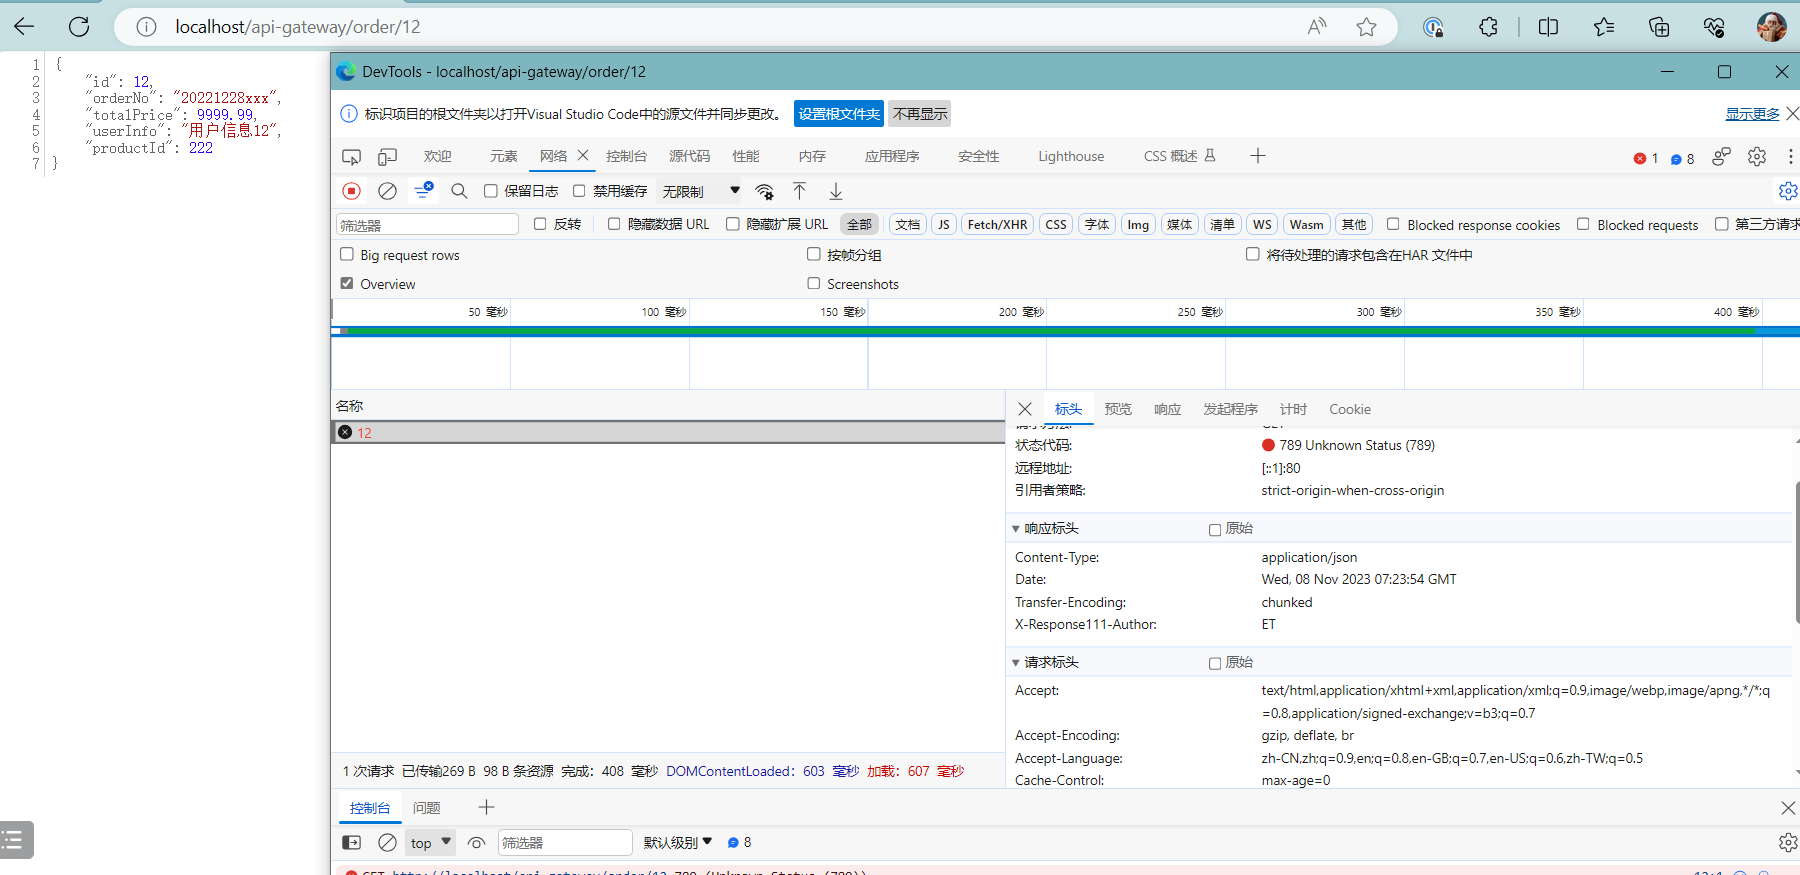 localhost/api-gateway/order/12
1 {
2 "id": 12,
3 "orderNo": "20221228xxx",
4 "totalPrice": 9999.99,
5 "userInfo": "用户信息12",
6 "productId": 222
7 }
DevTools - localhost/api-gateway/order/12
标识项目的根文件夹以打开Visual Studio Code中的源文件并同步更改。 设置根文件夹 不再显示 显示更多
欢迎 元素 网络 控制台 源代码 性能 内存 应用程序 安全性 Lighthouse CSS 概述 1 8
保留日志 禁用缓存 无限制
筛选器 反转 隐藏数据 URL 隐藏扩展 URL 全部 文档 JS Fetch/XHR CSS 字体 Img 媒体 清单 WS Wasm 其他 Blocked response cookies Blocked requests 第三方请求
Big request rows 按帧分组 将待处理的请求包含在HAR 文件中
Overview Screenshots
50 毫秒 100 毫秒 150 毫秒 200 毫秒 250 毫秒 300 毫秒 350 毫秒 400 毫秒
名称
12
标头 预览 响应 发起程序 计时 Cookie
状态代码: 789 Unknown Status (789)
远程地址: [::1]:80
引用者策略: strict-origin-when-cross-origin
响应标头 原始
Content-Type: application/json
Date: Wed, 08 Nov 2023 07:23:54 GMT
Transfer-Encoding: chunked
X-Response111-Author: ET
请求标头 原始
Accept: text/html,application/xhtml+xml,application/xml;q=0.9,image/webp,image/apng,*/*;q
=0.8,application/signed-exchange;v=b3;q=0.7
Accept-Encoding: gzip, deflate, br
Accept-Language: zh-CN,zh;q=0.9,en;q=0.8,en-GB;q=0.7,en-US;q=0.6,zh-TW;q=0.5
Cache-Control: max-age=0
1 次请求 已传输269 B 98 B 条资源 完成: 408 毫秒 DOMContentLoaded: 603 毫秒 加载: 607 毫秒
控制台 问题
top 筛选器 默认级别 8
GET http://localhost/api-gateway/order/12 789 (Unknown Status (789)) 12:1